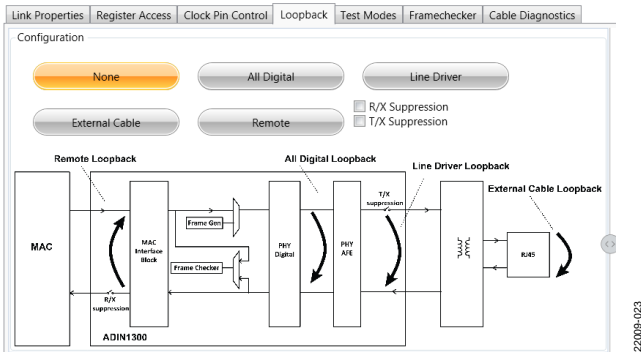 Link Properties Register Access Clock Pin Control Loopback Test Modes Framechecker Cable Diagnostics
Configuration
None All Digital Line Driver
External Cable Remote
R/X Suppression
T/X Suppression
Remote Loopback
All Digital Loopback
Line Driver Loopback
External Cable Loopback
T/X
suppression
Frame Gen
MAC
MAC
Interface
Block
Frame Checker
PHY
Digital
PHY
AFE
RJ45
R/X
suppression
ADIN1300
22009-023